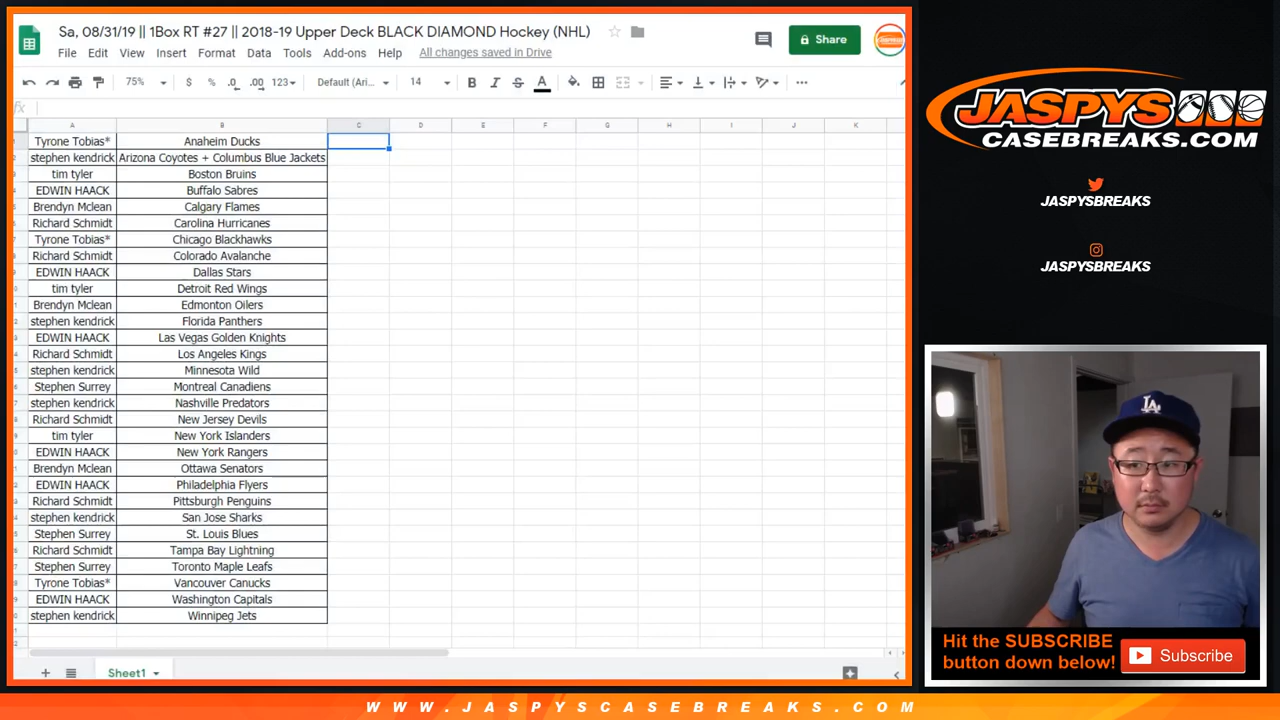 Sa, 08/31/19 || 1Box RT #27 || 2018-19 Upper Deck BLACK DIAMOND Hockey (NHL)
File Edit View Insert Format Data Tools Add-ons Help All changes saved in Drive
Share
75% $ % .0 .00 123 Default (Ari... 14 B I S A
fx
A B C D E F G H I J K
Tyrone Tobias* Anaheim Ducks
stephen kendrick Arizona Coyotes + Columbus Blue Jackets
tim tyler Boston Bruins
EDWIN HAACK Buffalo Sabres
Brendyn Mclean Calgary Flames
Richard Schmidt Carolina Hurricanes
Tyrone Tobias* Chicago Blackhawks
Richard Schmidt Colorado Avalanche
EDWIN HAACK Dallas Stars
tim tyler Detroit Red Wings
Brendyn Mclean Edmonton Oilers
stephen kendrick Florida Panthers
EDWIN HAACK Las Vegas Golden Knights
Richard Schmidt Los Angeles Kings
stephen kendrick Minnesota Wild
Stephen Surrey Montreal Canadiens
stephen kendrick Nashville Predators
Richard Schmidt New Jersey Devils
tim tyler New York Islanders
EDWIN HAACK New York Rangers
Brendyn Mclean Ottawa Senators
EDWIN HAACK Philadelphia Flyers
Richard Schmidt Pittsburgh Penguins
stephen kendrick San Jose Sharks
Stephen Surrey St. Louis Blues
Richard Schmidt Tampa Bay Lightning
Stephen Surrey Toronto Maple Leafs
Tyrone Tobias* Vancouver Canucks
EDWIN HAACK Washington Capitals
stephen kendrick Winnipeg Jets
Sheet1
JASPYS
CASEBREAKS.COM
JASPYSBREAKS
JASPYSBREAKS
LA
Hit the SUBSCRIBE
button down below!
Subscribe
WWW.JASPYSCASEBREAKS.COM